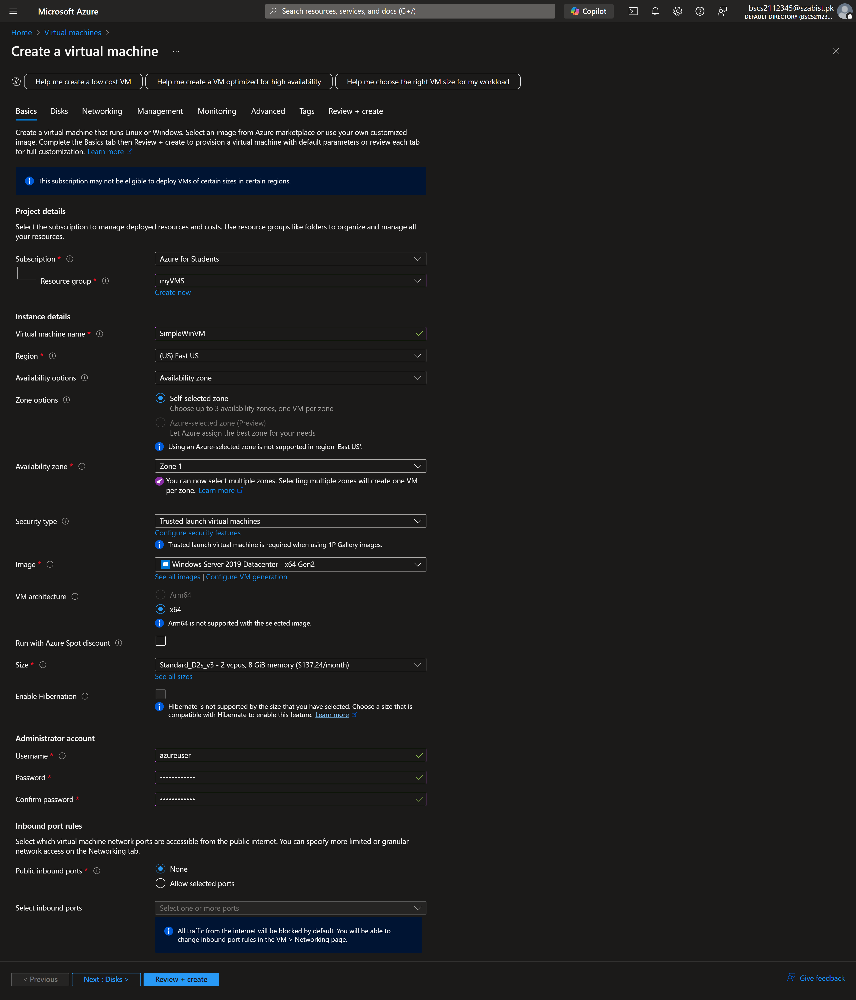 Microsoft Azure
Search resources, services, and docs (G+/)
Copilot
bscs2112345@szabist.pk
DEFAULT DIRECTORY (BSCS21123...
Home > Virtual machines >
Create a virtual machine ...
Help me create a low cost VM
Help me create a VM optimized for high availability
Help me choose the right VM size for my workload
Basics Disks Networking Management Monitoring Advanced Tags Review + create
Create a virtual machine that runs Linux or Windows. Select an image from Azure marketplace or use your own customized
image. Complete the Basics tab then Review + create to provision a virtual machine with default parameters or review each tab
for full customization. Learn more
This subscription may not be eligible to deploy VMs of certain sizes in certain regions.
Project details
Select the subscription to manage deployed resources and costs. Use resource groups like folders to organize and manage all
your resources.
Subscription *
Azure for Students
Resource group *
myVMS
Create new
Instance details
Virtual machine name *
SimpleWinVM
Region *
(US) East US
Availability options
Availability zone
Zone options
Self-selected zone
Choose up to 3 availability zones, one VM per zone
Azure-selected zone (Preview)
Let Azure assign the best zone for your needs
Using an Azure-selected zone is not supported in region 'East US'.
Availability zone *
Zone 1
You can now select multiple zones. Selecting multiple zones will create one VM
per zone. Learn more
Security type
Trusted launch virtual machines
Configure security features
Trusted launch virtual machine is required when using 1P Gallery images.
Image *
Windows Server 2019 Datacenter - x64 Gen2
See all images | Configure VM generation
VM architecture
Arm64
x64
Arm64 is not supported with the selected image.
Run with Azure Spot discount
Size *
Standard_D2s_v3 - 2 vcpus, 8 GiB memory ($137.24/month)
See all sizes
Enable Hibernation
Hibernate is not supported by the size that you have selected. Choose a size that is
compatible with Hibernate to enable this feature. Learn more
Administrator account
Username *
azureuser
Password *
••••••••••••
Confirm password *
••••••••••••
Inbound port rules
Select which virtual machine network ports are accessible from the public internet. You can specify more limited or granular
network access on the Networking tab.
Public inbound ports *
None
Allow selected ports
Select inbound ports
Select one or more ports
All traffic from the internet will be blocked by default. You will be able to
change inbound port rules in the VM > Networking page.
< Previous
Next : Disks >
Review + create
Give feedback